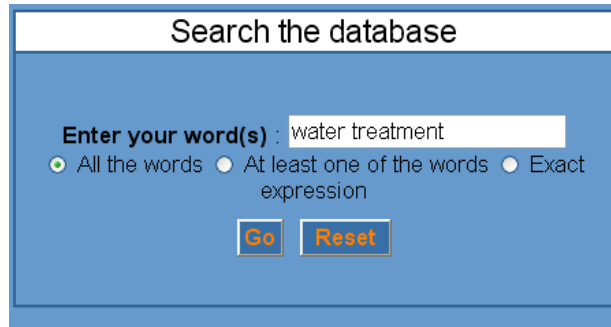 Search the database
Enter your word(s) : water treatment
All the words At least one of the words Exact
expression
Go Reset